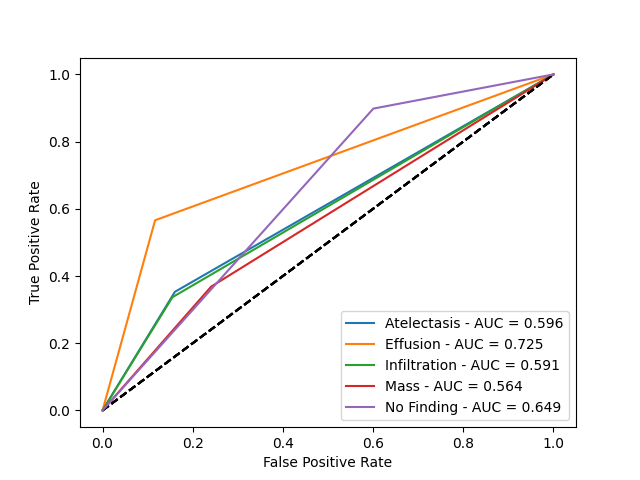 1.0
0.8
0.6
0.4
0.2
0.0
True Positive Rate
Atelectasis - AUC = 0.596
Effusion - AUC = 0.725
Infiltration - AUC = 0.591
Mass - AUC = 0.564
No Finding - AUC = 0.649
0.0 0.2 0.4 0.6 0.8 1.0
False Positive Rate